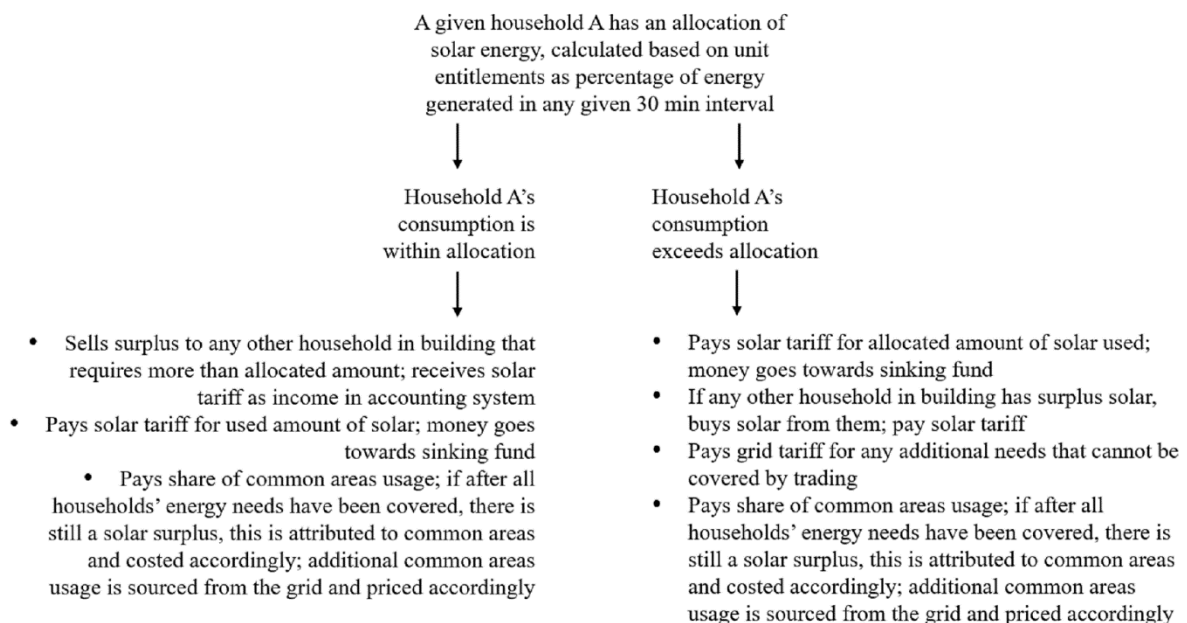 A given household A has an allocation of
solar energy, calculated based on unit
entitlements as percentage of energy
generated in any given 30 min interval
Household A’s
consumption is
within allocation
Household A’s
consumption
exceeds allocation
• Sells surplus to any other household in building that
requires more than allocated amount; receives solar
tariff as income in accounting system
• Pays solar tariff for used amount of solar; money goes
towards sinking fund
• Pays share of common areas usage; if after all
households’ energy needs have been covered, there is
still a solar surplus, this is attributed to common areas
and costed accordingly; additional common areas
usage is sourced from the grid and priced accordingly
• Pays solar tariff for allocated amount of solar used;
money goes towards sinking fund
• If any other household in building has surplus solar,
buys solar from them; pay solar tariff
• Pays grid tariff for any additional needs that cannot be
covered by trading
• Pays share of common areas usage; if after all
households’ energy needs have been covered, there is
still a solar surplus, this is attributed to common areas
and costed accordingly; additional common areas
usage is sourced from the grid and priced accordingly